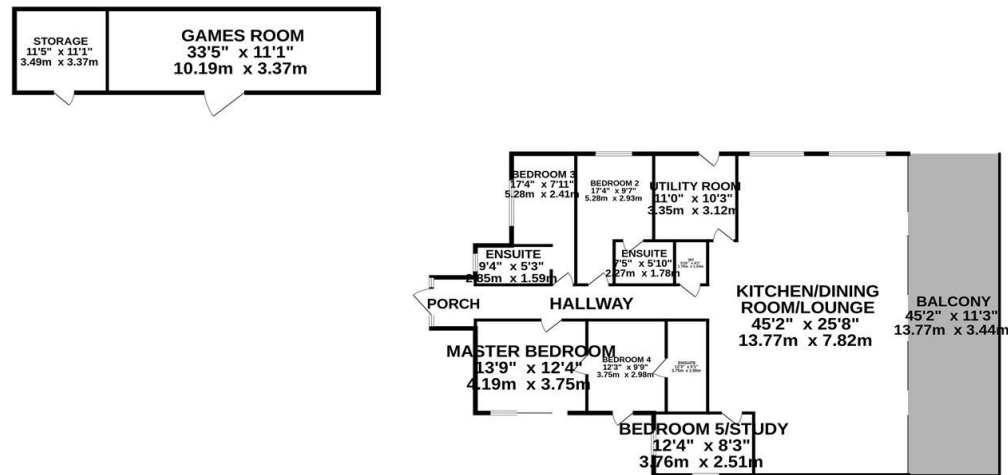 STORAGE
11'5" x 11'1"
3.49m x 3.37m
GAMES ROOM
33'5" x 11'1"
10.19m x 3.37m
BEDROOM 3
17'4" x 7'11"
5.28m x 2.41m
BEDROOM 2
17'4" x 9'7"
5.28m x 2.93m
UTILITY ROOM
11'0" x 10'3"
3.35m x 3.12m
ENSUITE
9'4" x 5'3"
2.85m x 1.59m
ENSUITE
7'5" x 5'10"
2.27m x 1.78m
WC
PORCH
HALLWAY
KITCHEN/DINING
ROOM/LOUNGE
45'2" x 25'8"
13.77m x 7.82m
BALCONY
45'2" x 11'3"
13.77m x 3.44m
MASTER BEDROOM
13'9" x 12'4"
4.19m x 3.75m
BEDROOM 4
12'3" x 9'9"
3.75m x 2.98m
ENSUITE
BEDROOM 5/STUDY
12'4" x 8'3"
3.76m x 2.51m